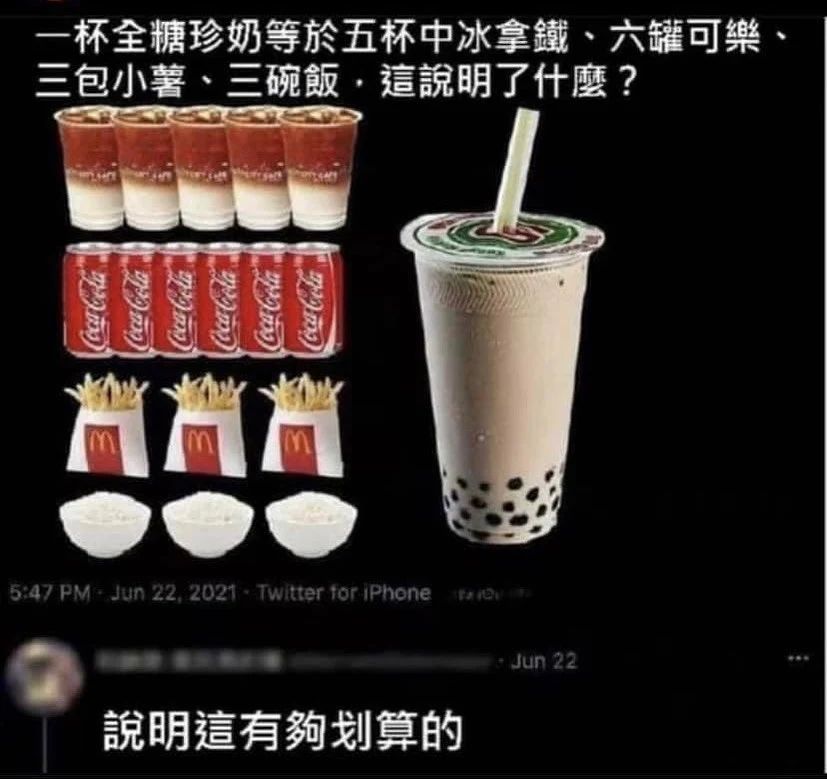 一杯全糖珍奶等於五杯中冰拿鐵、六罐可樂、
三包小薯、三碗飯，這說明了什麼？
Coca-Cola Coca-Cola Coca-Cola Coca-Cola Coca-Cola Coca-Cola
5:47 PM · Jun 22, 2021 · Twitter for iPhone
· Jun 22
說明這有夠划算的